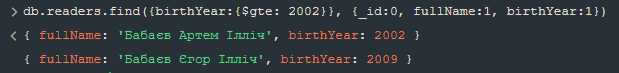 > db.readers.find({birthYear:{$gte: 2002}}, {_id:0, fullName:1, birthYear:1})
< { fullName: 'Бабаєв Артем Ілліч', birthYear: 2002 }
{ fullName: 'Бабаєв Єгор Ілліч', birthYear: 2009 }